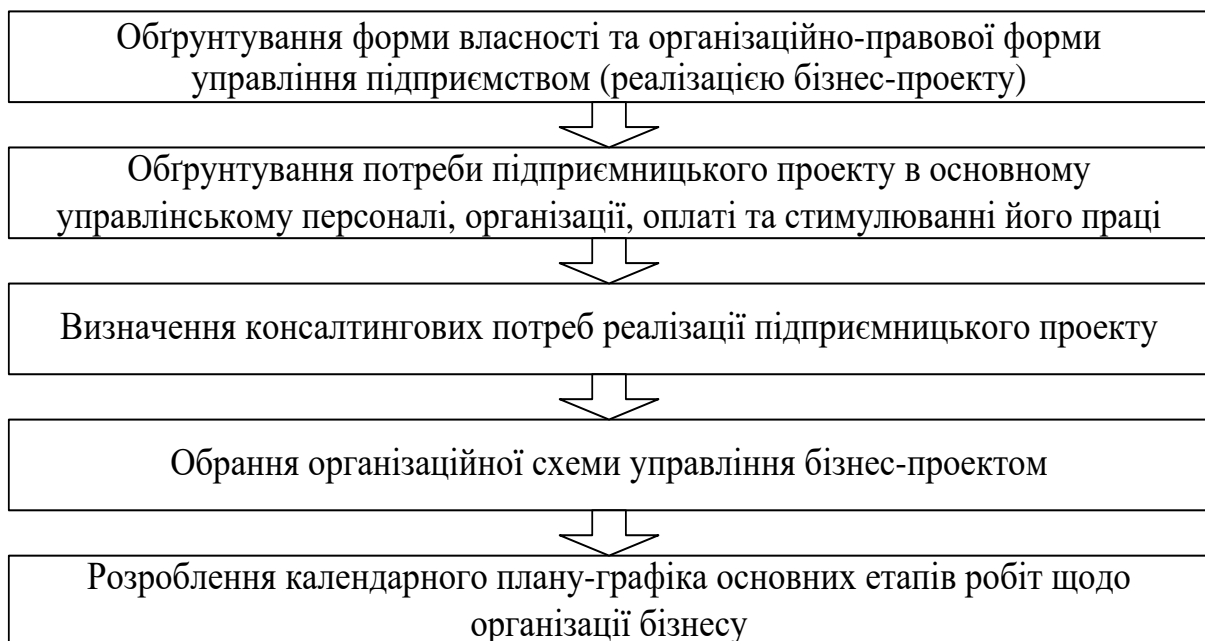 Обґрунтування форми власності та організаційно-правової форми
управління підприємством (реалізацією бізнес-проекту)
Обґрунтування потреби підприємницького проекту в основному
управлінському персоналі, організації, оплаті та стимулюванні його праці
Визначення консалтингових потреб реалізації підприємницького проекту
Обрання організаційної схеми управління бізнес-проектом
Розроблення календарного плану-графіка основних етапів робіт щодо
організації бізнесу